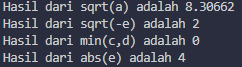 Hasil dari sqrt(a) adalah 8.30662
Hasil dari sqrt(-e) adalah 2
Hasil dari min(c,d) adalah 0
Hasil dari abs(e) adalah 4